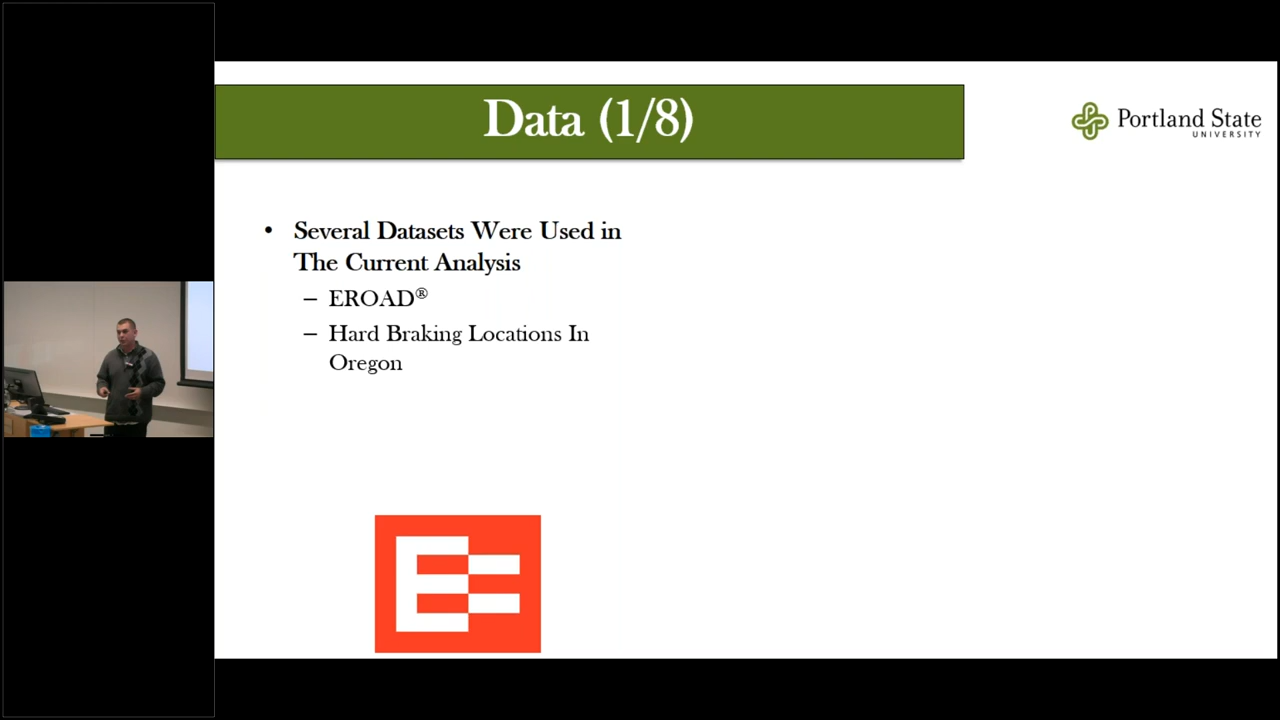 Data (1/8)
Portland State
UNIVERSITY
• Several Datasets Were Used in
The Current Analysis
– EROAD®
– Hard Braking Locations In
Oregon